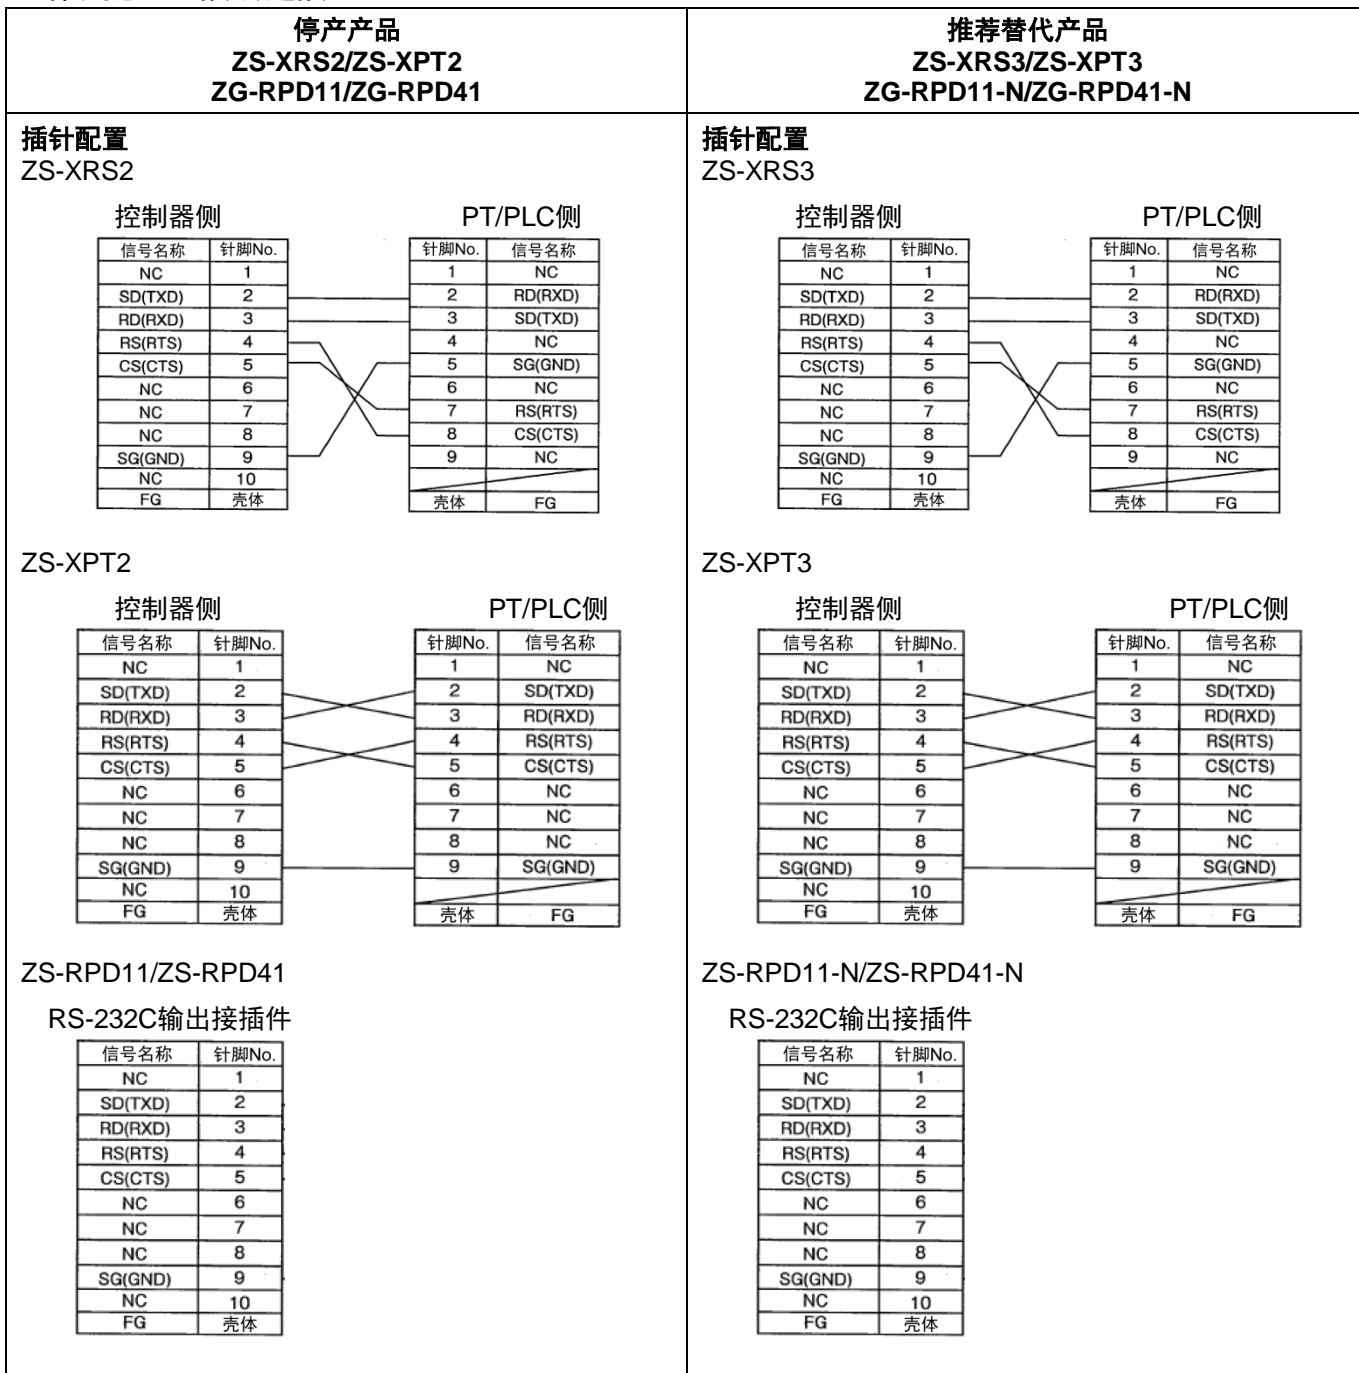 停产产品
ZS-XRS2/ZS-XPT2
ZG-RPD11/ZG-RPD41
推荐替代产品
ZS-XRS3/ZS-XPT3
ZG-RPD11-N/ZG-RPD41-N
插针配置
ZS-XRS2
控制器侧 PT/PLC侧
信号名称 针脚No. 针脚No. 信号名称
NC 1 1 NC
SD(TXD) 2 2 RD(RXD)
RD(RXD) 3 3 SD(TXD)
RS(RTS) 4 4 NC
CS(CTS) 5 5 SG(GND)
NC 6 6 NC
NC 7 7 RS(RTS)
NC 8 8 CS(CTS)
SG(GND) 9 9 NC
NC 10
FG 壳体 壳体 FG
ZS-XPT2
控制器侧 PT/PLC侧
信号名称 针脚No. 针脚No. 信号名称
NC 1 1 NC
SD(TXD) 2 2 SD(TXD)
RD(RXD) 3 3 RD(RXD)
RS(RTS) 4 4 RS(RTS)
CS(CTS) 5 5 CS(CTS)
NC 6 6 NC
NC 7 7 NC
NC 8 8 NC
SG(GND) 9 9 SG(GND)
NC 10
FG 壳体 壳体 FG
ZS-RPD11/ZS-RPD41
RS-232C输出接插件
信号名称 针脚No.
NC 1
SD(TXD) 2
RD(RXD) 3
RS(RTS) 4
CS(CTS) 5
NC 6
NC 7
NC 8
SG(GND) 9
NC 10
FG 壳体
插针配置
ZS-XRS3
控制器侧 PT/PLC侧
信号名称 针脚No. 针脚No. 信号名称
NC 1 1 NC
SD(TXD) 2 2 RD(RXD)
RD(RXD) 3 3 SD(TXD)
RS(RTS) 4 4 NC
CS(CTS) 5 5 SG(GND)
NC 6 6 NC
NC 7 7 RS(RTS)
NC 8 8 CS(CTS)
SG(GND) 9 9 NC
NC 10
FG 壳体 壳体 FG
ZS-XPT3
控制器侧 PT/PLC侧
信号名称 针脚No. 针脚No. 信号名称
NC 1 1 NC
SD(TXD) 2 2 SD(TXD)
RD(RXD) 3 3 RD(RXD)
RS(RTS) 4 4 RS(RTS)
CS(CTS) 5 5 CS(CTS)
NC 6 6 NC
NC 7 7 NC
NC 8 8 NC
SG(GND) 9 9 SG(GND)
NC 10
FG 壳体 壳体 FG
ZS-RPD11-N/ZS-RPD41-N
RS-232C输出接插件
信号名称 针脚No.
NC 1
SD(TXD) 2
RD(RXD) 3
RS(RTS) 4
CS(CTS) 5
NC 6
NC 7
NC 8
SG(GND) 9
NC 10
FG 壳体